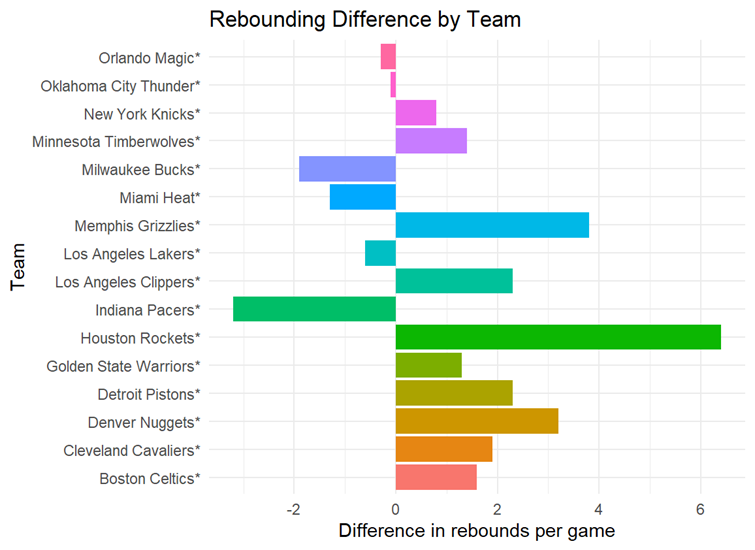 Rebounding Difference by Team
Orlando Magic*
Oklahoma City Thunder*
New York Knicks*
Minnesota Timberwolves*
Milwaukee Bucks*
Miami Heat*
Memphis Grizzlies*
Los Angeles Lakers*
Los Angeles Clippers*
Indiana Pacers*
Houston Rockets*
Golden State Warriors*
Detroit Pistons*
Denver Nuggets*
Cleveland Cavaliers*
Boston Celtics*
Team
-2 0 2 4 6
Difference in rebounds per game